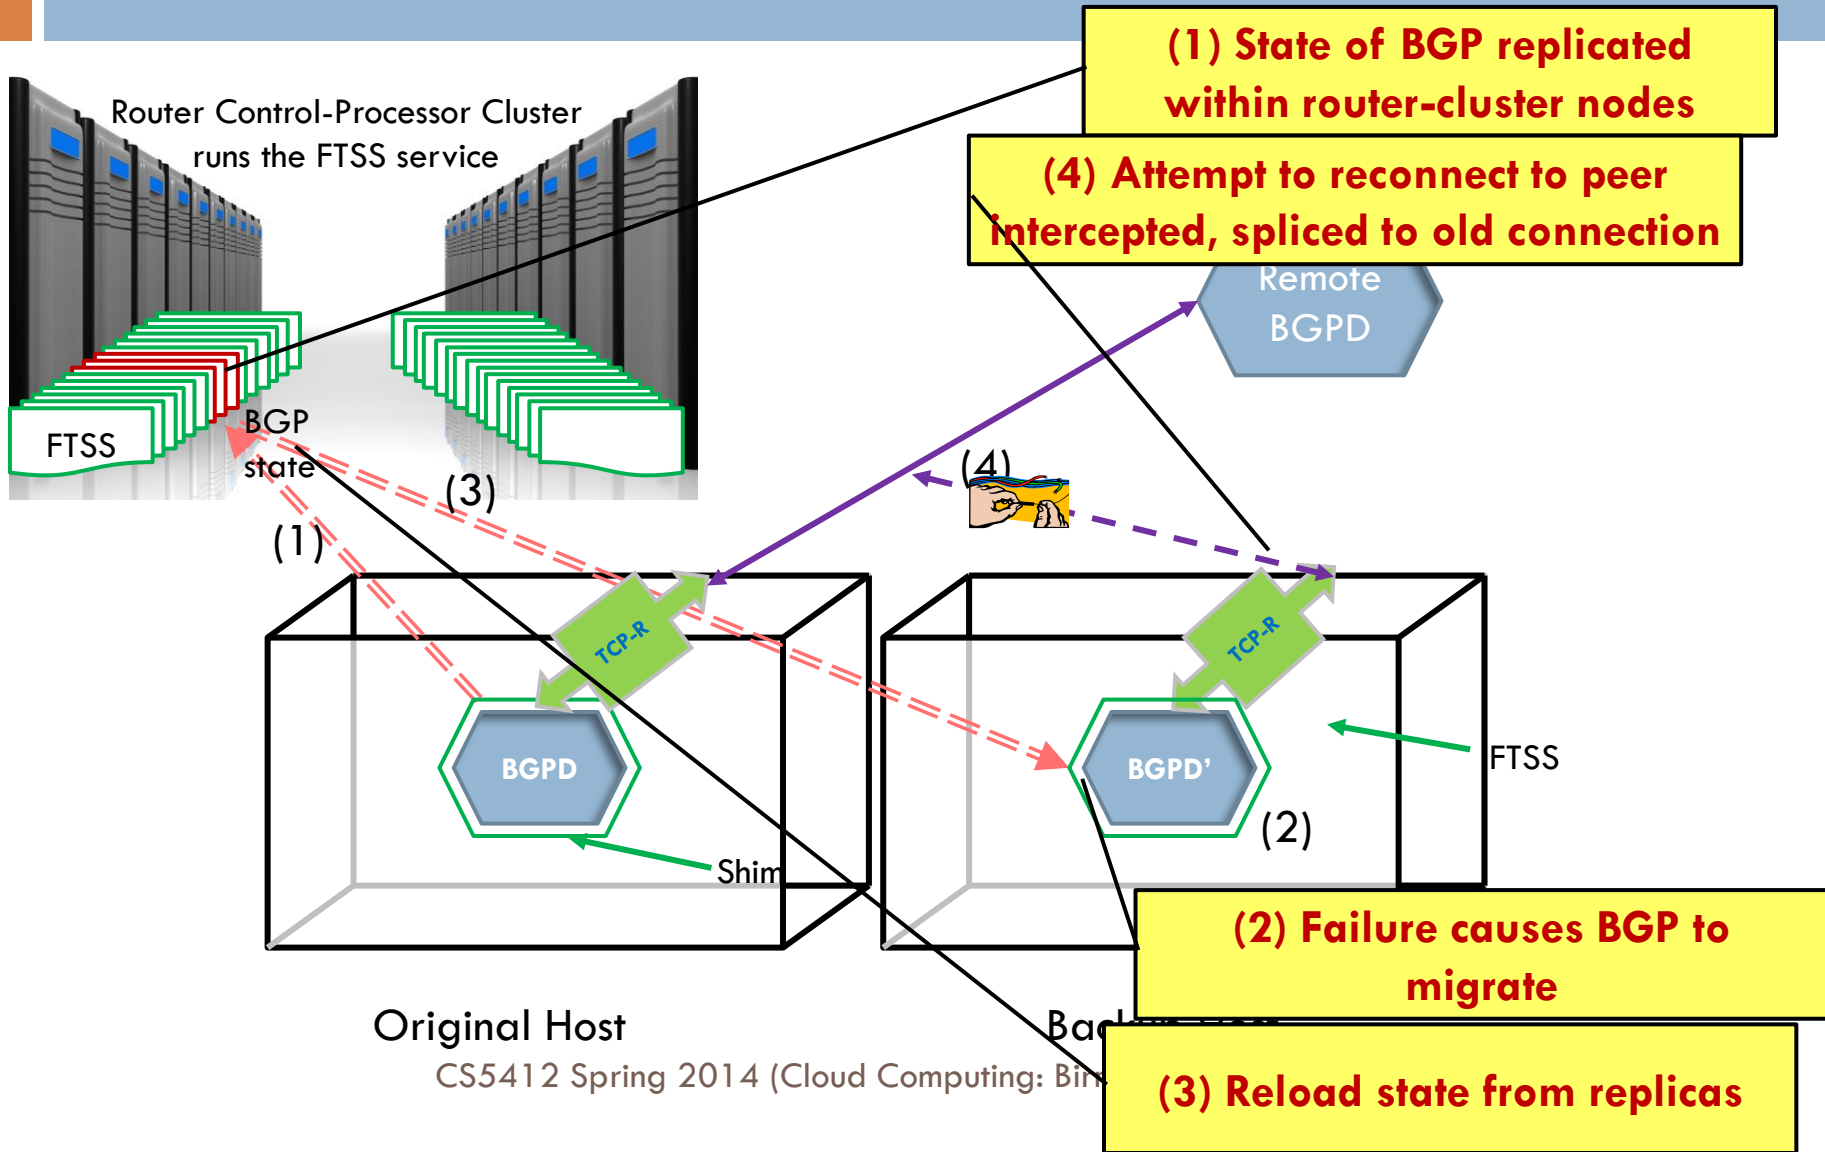 (1) State of BGP replicated
within router-cluster nodes
Router Control-Processor Cluster
runs the FTSS service
(4) Attempt to reconnect to peer
intercepted, spliced to old connection
Remote
BGPD
FTSS
BGP
state
(3)
(4)
(1)
TCP-R
TCP-R
BGPD
BGPD’
FTSS
(2)
Shim
(2) Failure causes BGP to
migrate
Original Host
CS5412 Spring 2014 (Cloud Computing:
(3) Reload state from replicas